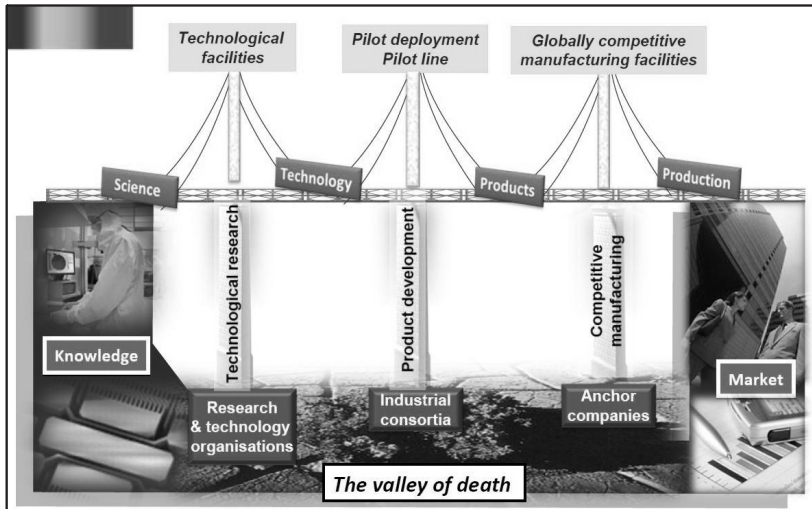 Technological
facilities
Pilot deployment
Pilot line
Globally competitive
manufacturing facilities
Science
Technology
Products
Production
Technological research
Product development
Competitive
manufacturing
Knowledge
Market
Research
& technology
organisations
Industrial
consortia
Anchor
companies
The valley of death